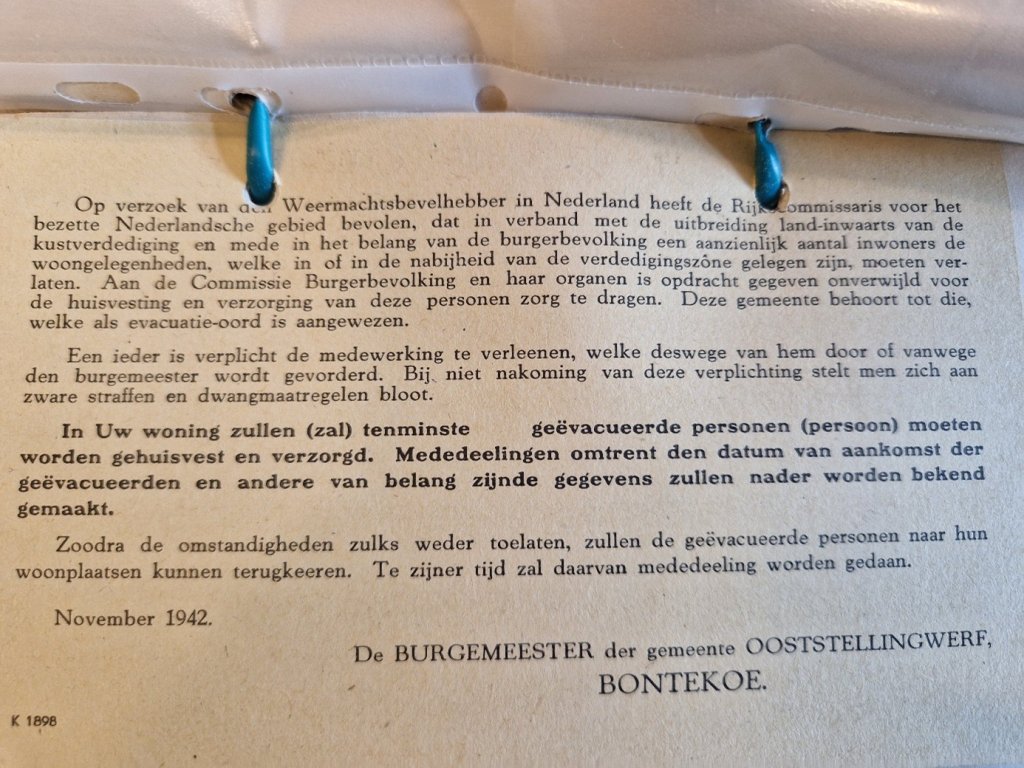 Op verzoek van den Weermachtsbevelhebber in Nederland heeft de Rijkscommissaris voor het
bezette Nederlandsche gebied bevolen, dat in verband met de uitbreiding land-inwaarts van de
kustverdediging en mede in het belang van de burgerbevolking een aanzienlijk aantal inwoners de
woongelegenheden, welke in of in de nabijheid van de verdedigingszône gelegen zijn, moeten ver-
laten. Aan de Commissie Burgerbevolking en haar organen is opdracht gegeven onverwijld voor
de huisvesting en verzorging van deze personen zorg te dragen. Deze gemeente behoort tot die,
welke als evacuatie-oord is aangewezen.
Een ieder is verplicht de medewerking te verleenen, welke deswege van hem door of vanwege
den burgemeester wordt gevorderd. Bij niet nakoming van deze verplichting stelt men zich aan
zware straffen en dwangmaatregelen bloot.
In Uw woning zullen (zal) tenminste geëvacueerde personen (persoon) moeten
worden gehuisvest en verzorgd. Mededeelingen omtrent den datum van aankomst der
geëvacueerden en andere van belang zijnde gegevens zullen nader worden bekend
gemaakt.
Zoodra de omstandigheden zulks weder toelaten, zullen de geëvacueerde personen naar hun
woonplaatsen kunnen terugkeeren. Te zijner tijd zal daarvan mededeeling worden gedaan.
November 1942.
De BURGEMEESTER der gemeente OOSTSTELLINGWERF,
BONTEKOE.
K 1898